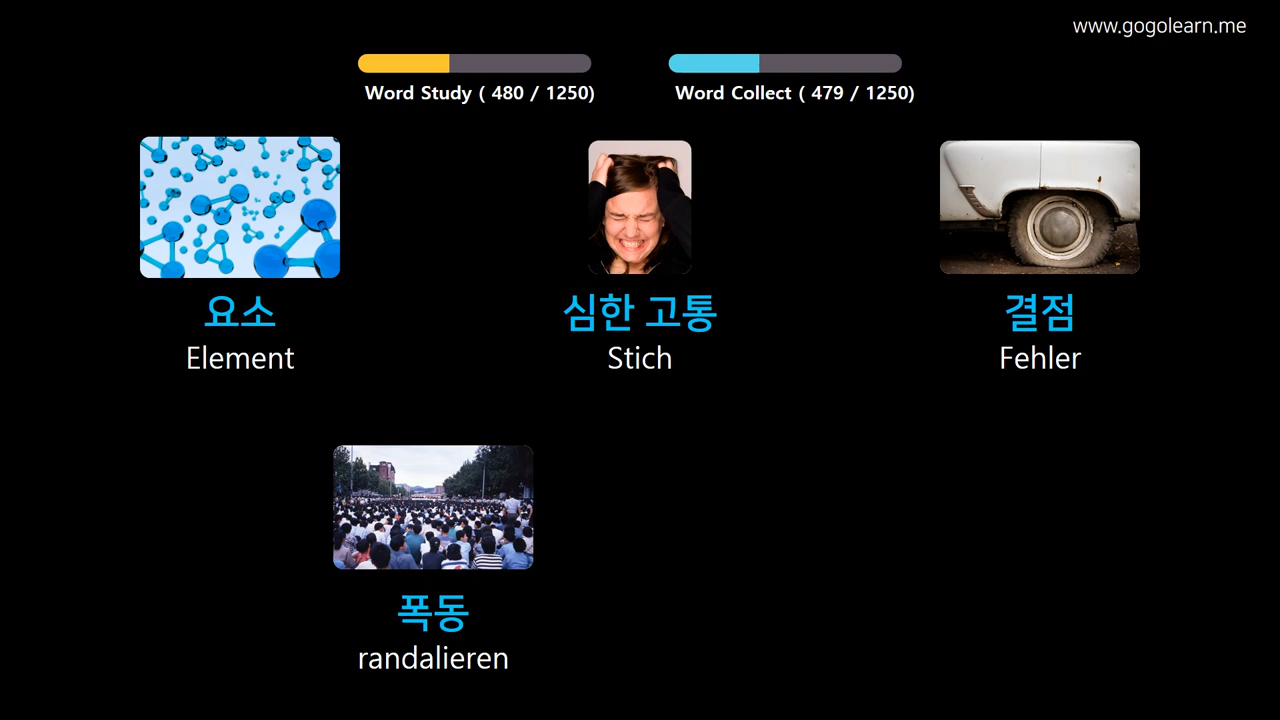 www.gogolearn.me
Word Study ( 480 / 1250)
Word Collect ( 479 / 1250)
요소
Element
심한 고통
Stich
결점
Fehler
폭동
randalieren